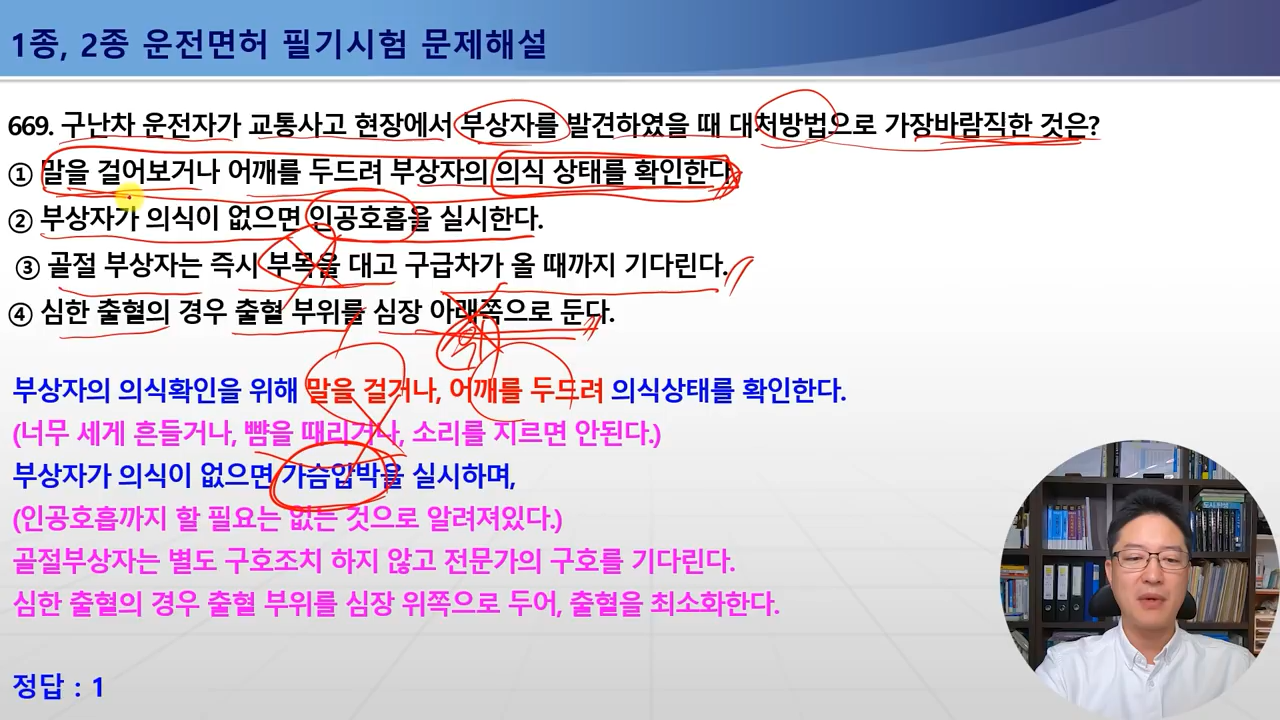 1종, 2종 운전면허 필기시험 문제해설
669. 구난차 운전자가 교통사고 현장에서 부상자를 발견하였을 때 대처방법으로 가장바람직한 것은?
① 말을 걸어보거나 어깨를 두드려 부상자의 의식 상태를 확인한다.
② 부상자가 의식이 없으면 인공호흡을 실시한다.
③ 골절 부상자는 즉시 부목을 대고 구급차가 올 때까지 기다린다.
④ 심한 출혈의 경우 출혈 부위를 심장 아래쪽으로 둔다.
위
부상자의 의식확인을 위해 말을 걸거나, 어깨를 두드려 의식상태를 확인한다.
(너무 세게 흔들거나, 뺨을 때리거나, 소리를 지르면 안된다.)
부상자가 의식이 없으면 가슴압박을 실시하며,
(인공호흡까지 할 필요는 없는 것으로 알려져있다.)
골절부상자는 별도 구호조치 하지 않고 전문가의 구호를 기다린다.
심한 출혈의 경우 출혈 부위를 심장 위쪽으로 두어, 출혈을 최소화한다.
정답 : 1